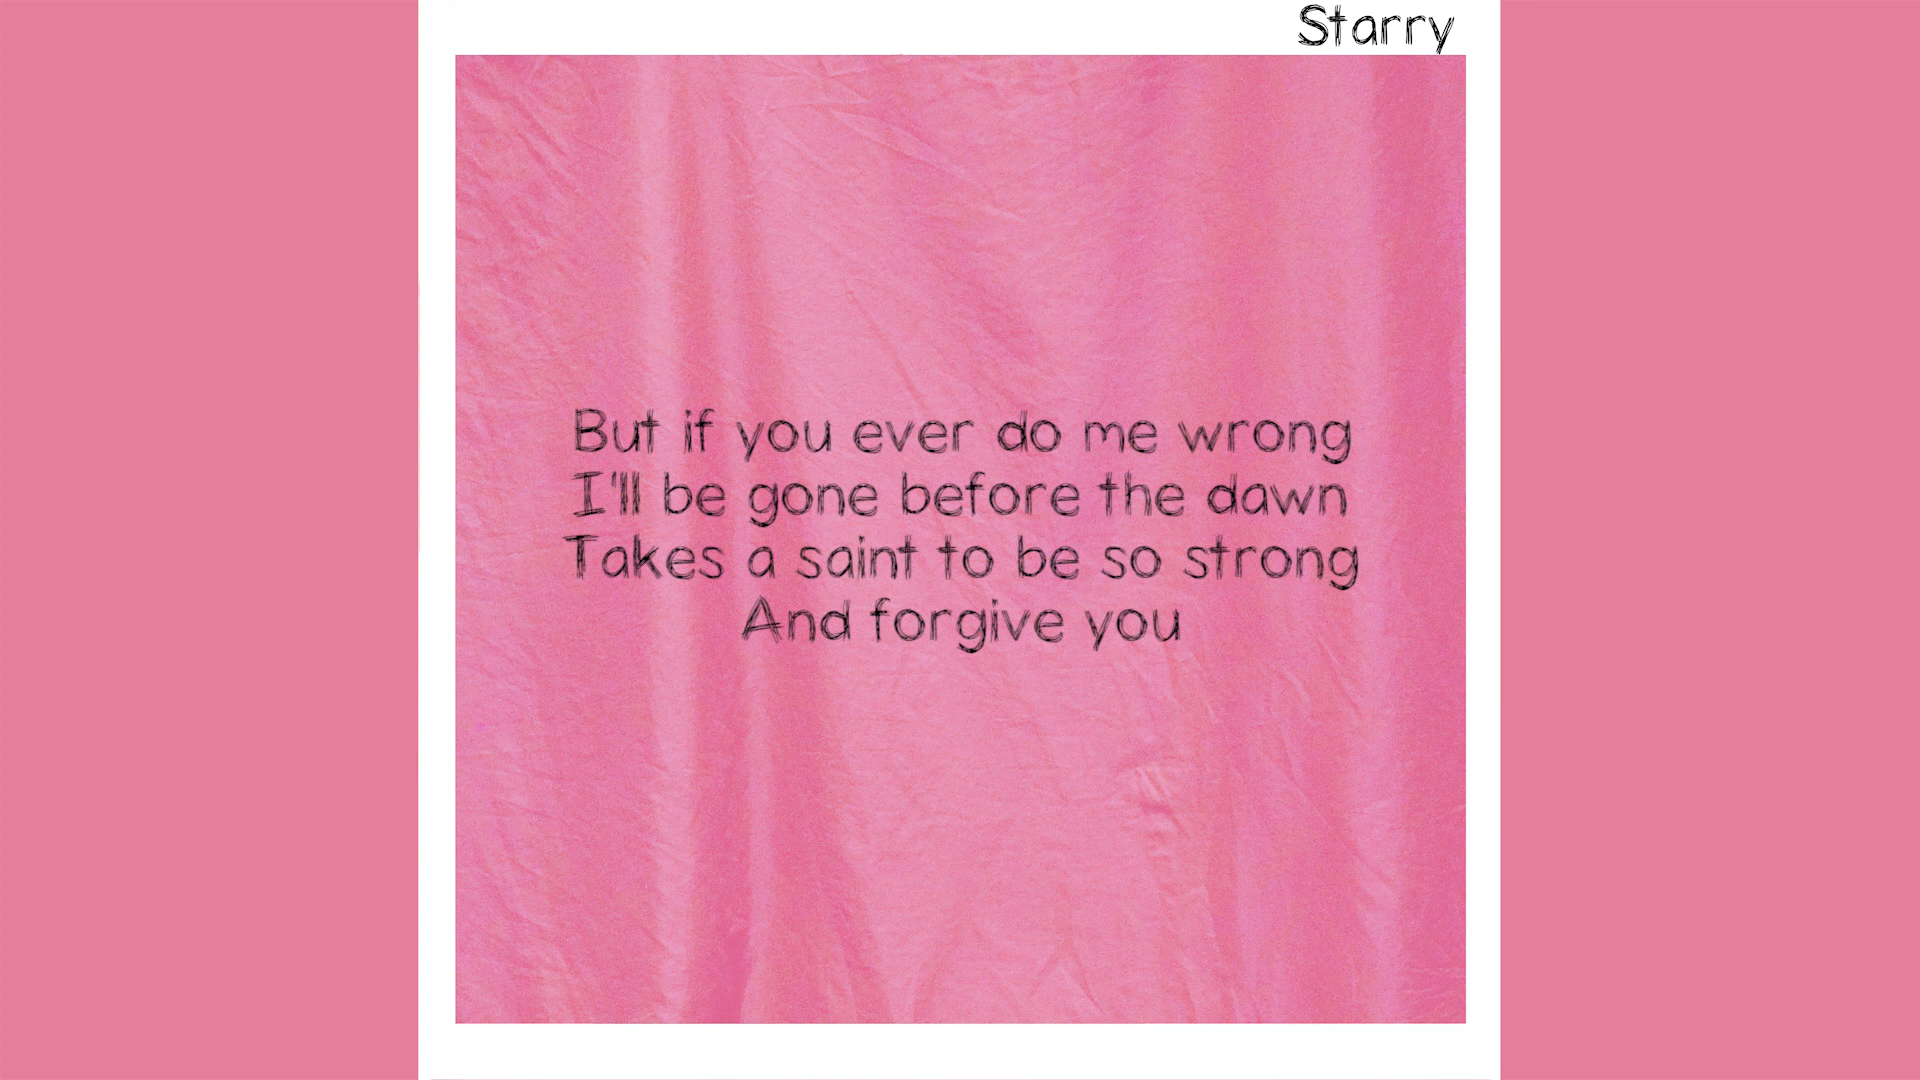 Starry
But if you ever do me wrong
I'll be gone before the dawn
Takes a saint to be so strong
And forgive you